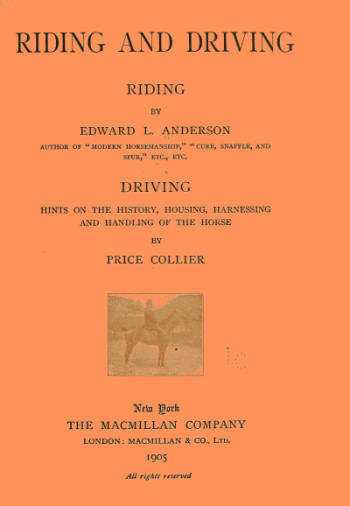 RIDING AND DRIVING
RIDING
BY
EDWARD L. ANDERSON
AUTHOR OF "MODERN HORSEMANSHIP," "CURB, SNAFFLE, AND
SPUR," ETC., ETC.
DRIVING
HINTS ON THE HISTORY, HOUSING, HARNESSING
AND HANDLING OF THE HORSE
BY
PRICE COLLIER
New York
THE MACMILLAN COMPANY
LONDON: MACMILLAN & CO., LTD.
1905
All rights reserved